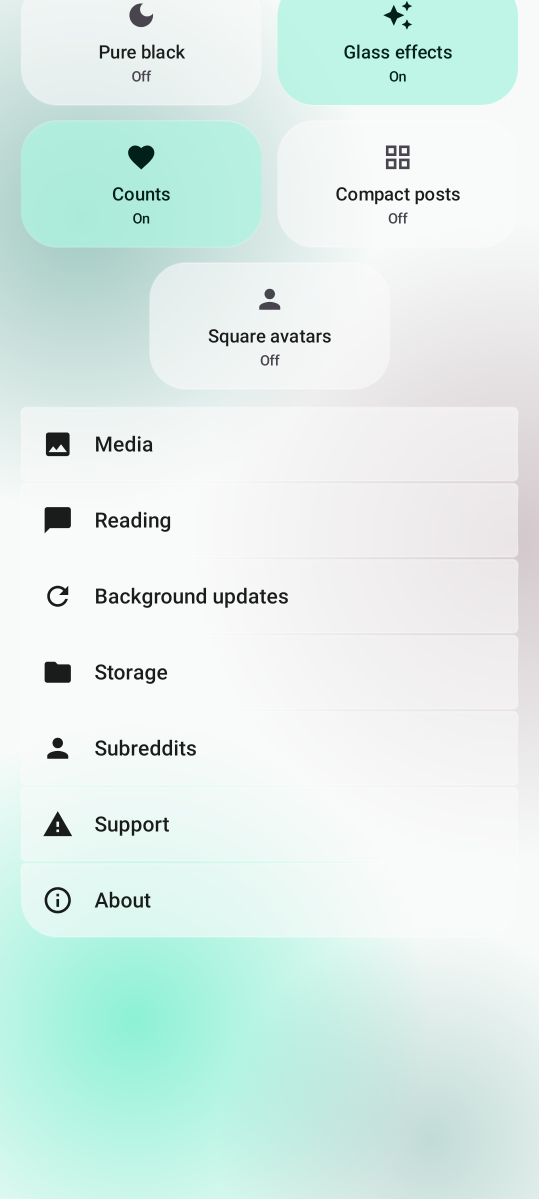 Pure black
Off
Glass effects
On
Counts
On
Compact posts
Off
Square avatars
Off
Media
Reading
Background updates
Storage
Subreddits
Support
About